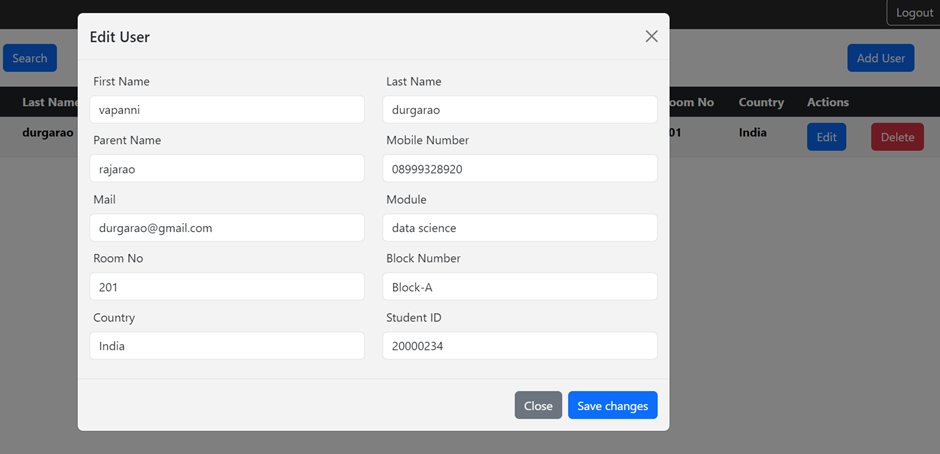 Logout
Edit User
Search
Add User
First Name Last Name
Last Name oom No Country Actions
vapanni durgarao
durgarao 01 India Edit Delete
Parent Name Mobile Number
rajarao 08999328920
Mail Module
durgarao@gmail.com data science
Room No Block Number
201 Block-A
Country Student ID
India 20000234
Close Save changes